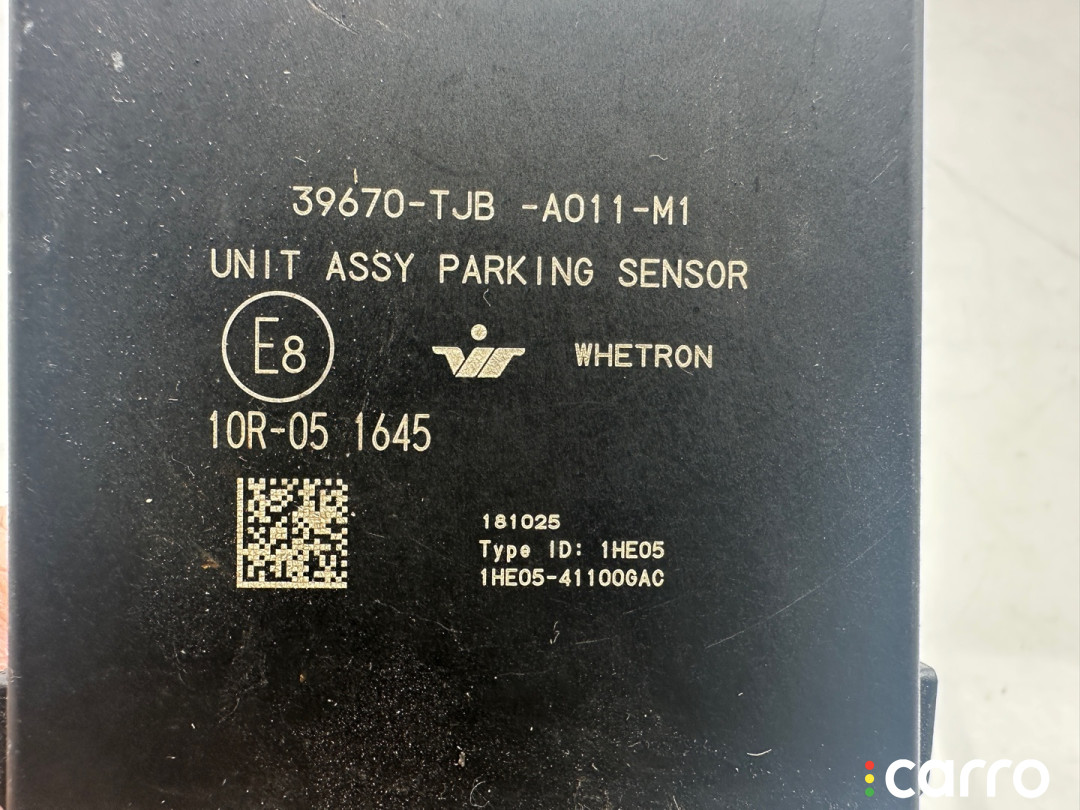 39670-TJB -A011-M1
UNIT ASSY PARKING SENSOR
E8
WHETRON
10R-05 1645
181025
Type ID: 1HE05
1HE05-41100GAC
carro